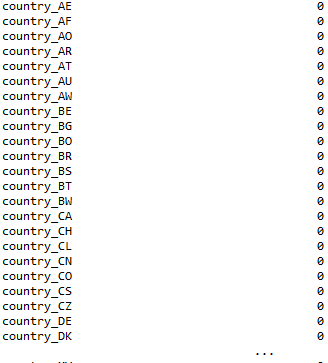 country_AE 0
country_AF 0
country_AO 0
country_AR 0
country_AT 0
country_AU 0
country_AW 0
country_BE 0
country_BG 0
country_BO 0
country_BR 0
country_BS 0
country_BT 0
country_BW 0
country_CA 0
country_CH 0
country_CL 0
country_CN 0
country_CO 0
country_CS 0
country_CZ 0
country_DE 0
country_DK 0
...